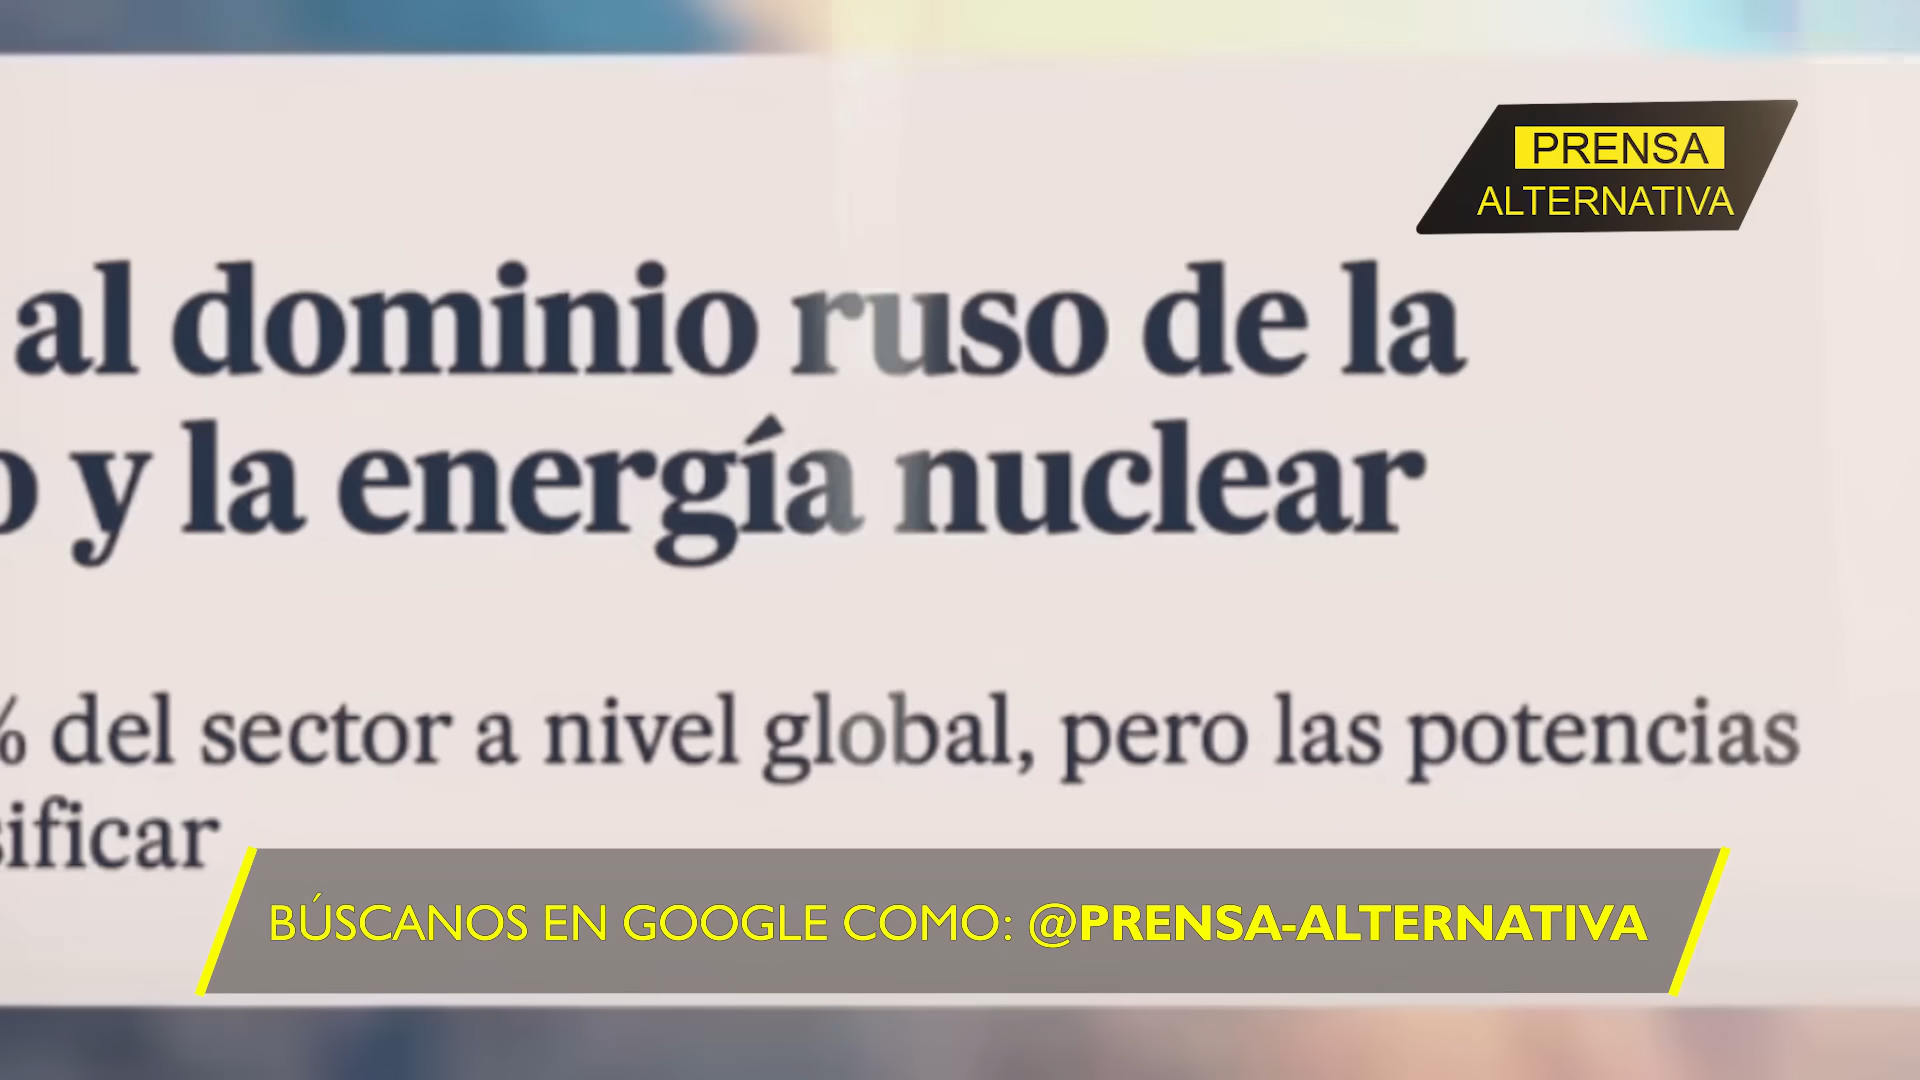 PRENSA
ALTERNATIVA
al dominio ruso de la
y la energía nuclear
% del sector a nivel global, pero las potencias
ificar
BÚSCANOS EN GOOGLE COMO: @PRENSA-ALTERNATIVA